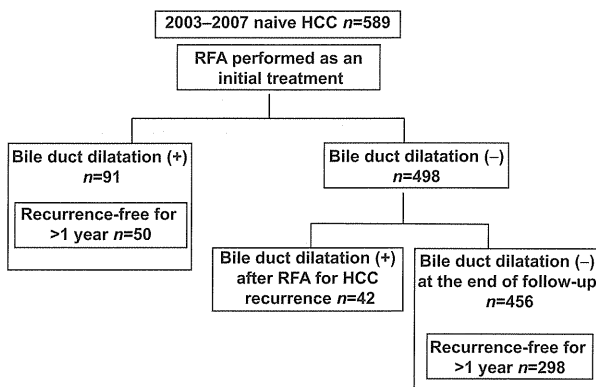 2003–2007 naive HCC n=589
RFA performed as an
initial treatment
Bile duct dilatation (+)
n=91
Recurrence-free for
>1 year n=50
Bile duct dilatation (−)
n=498
Bile duct dilatation (+)
after RFA for HCC
recurrence n=42
Bile duct dilatation (−)
at the end of follow-up
n=456
Recurrence-free for
>1 year n=298